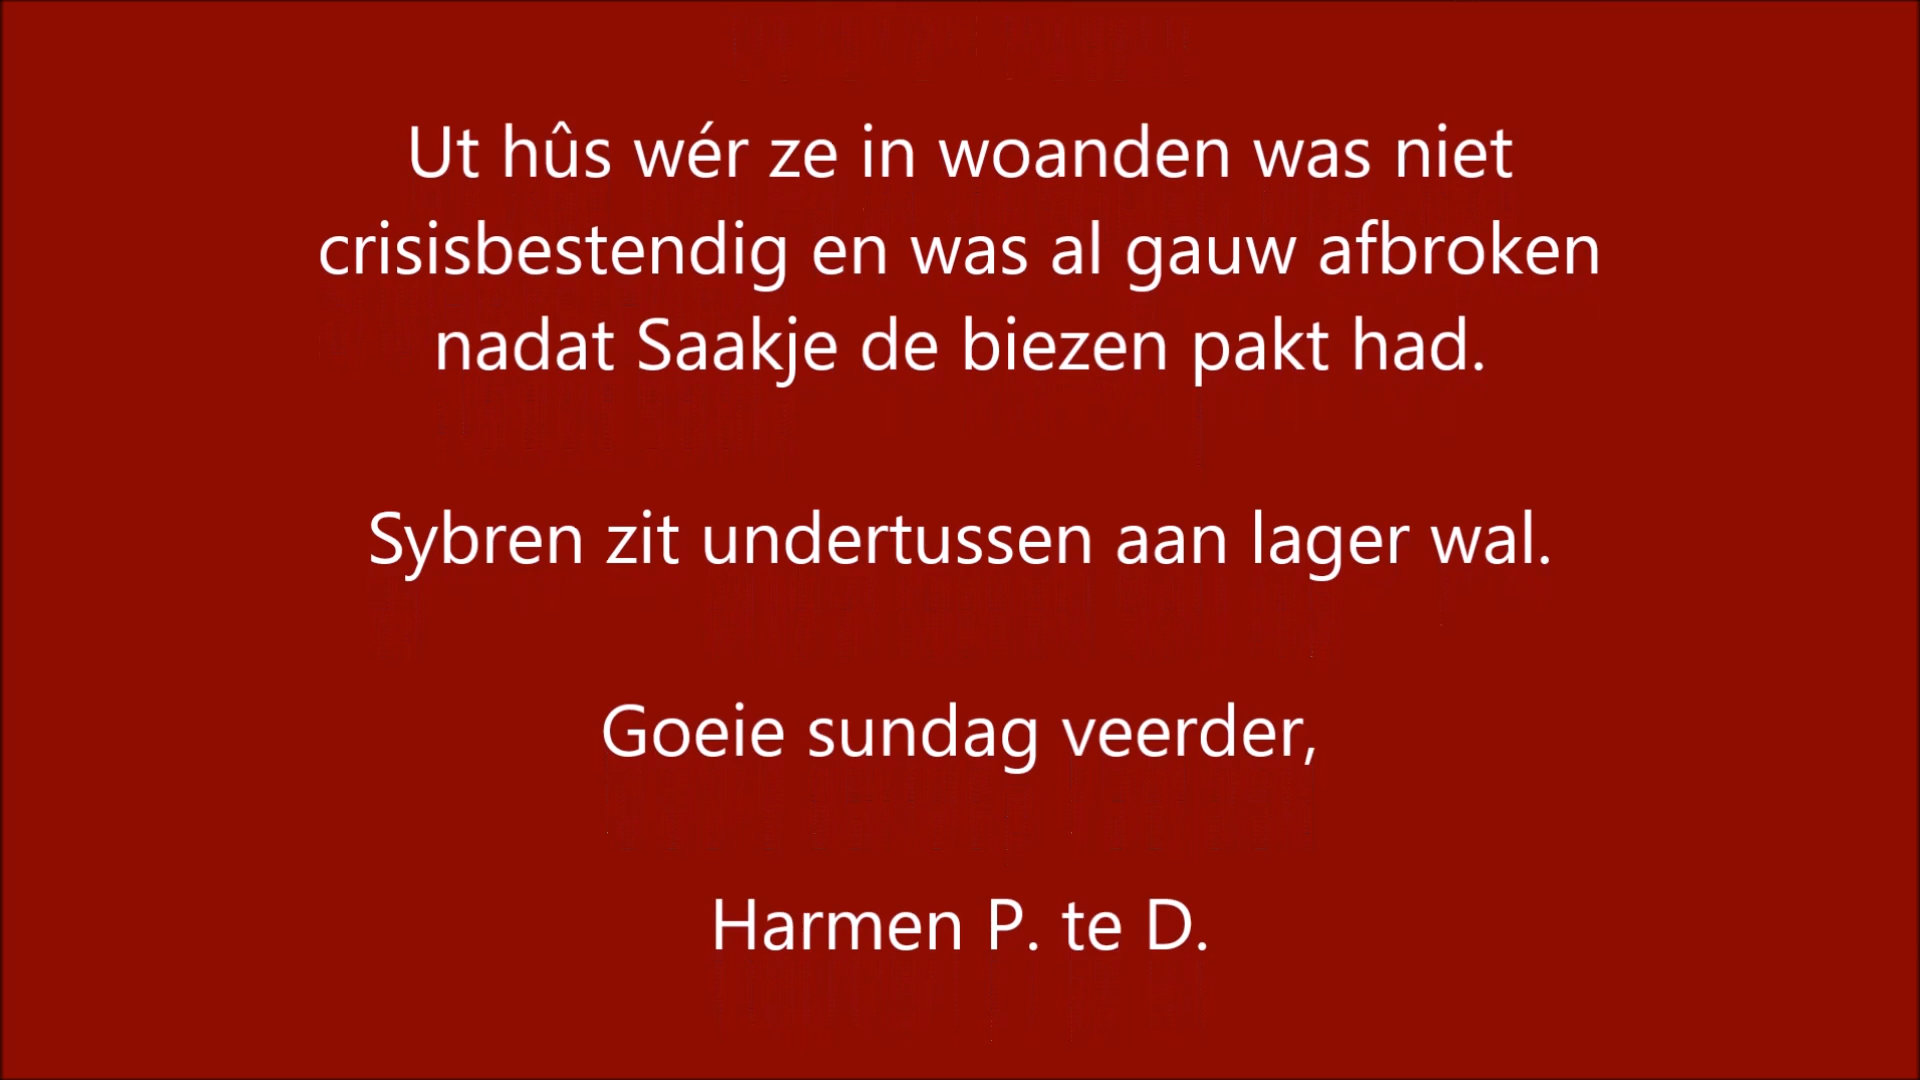 Ut hûs wér ze in woanden was niet
crisisbestendig en was al gauw afbroken
nadat Saakje de biezen pakt had.
Sybren zit undertussen aan lager wal.
Goeie sundag veerder,
Harmen P. te D.